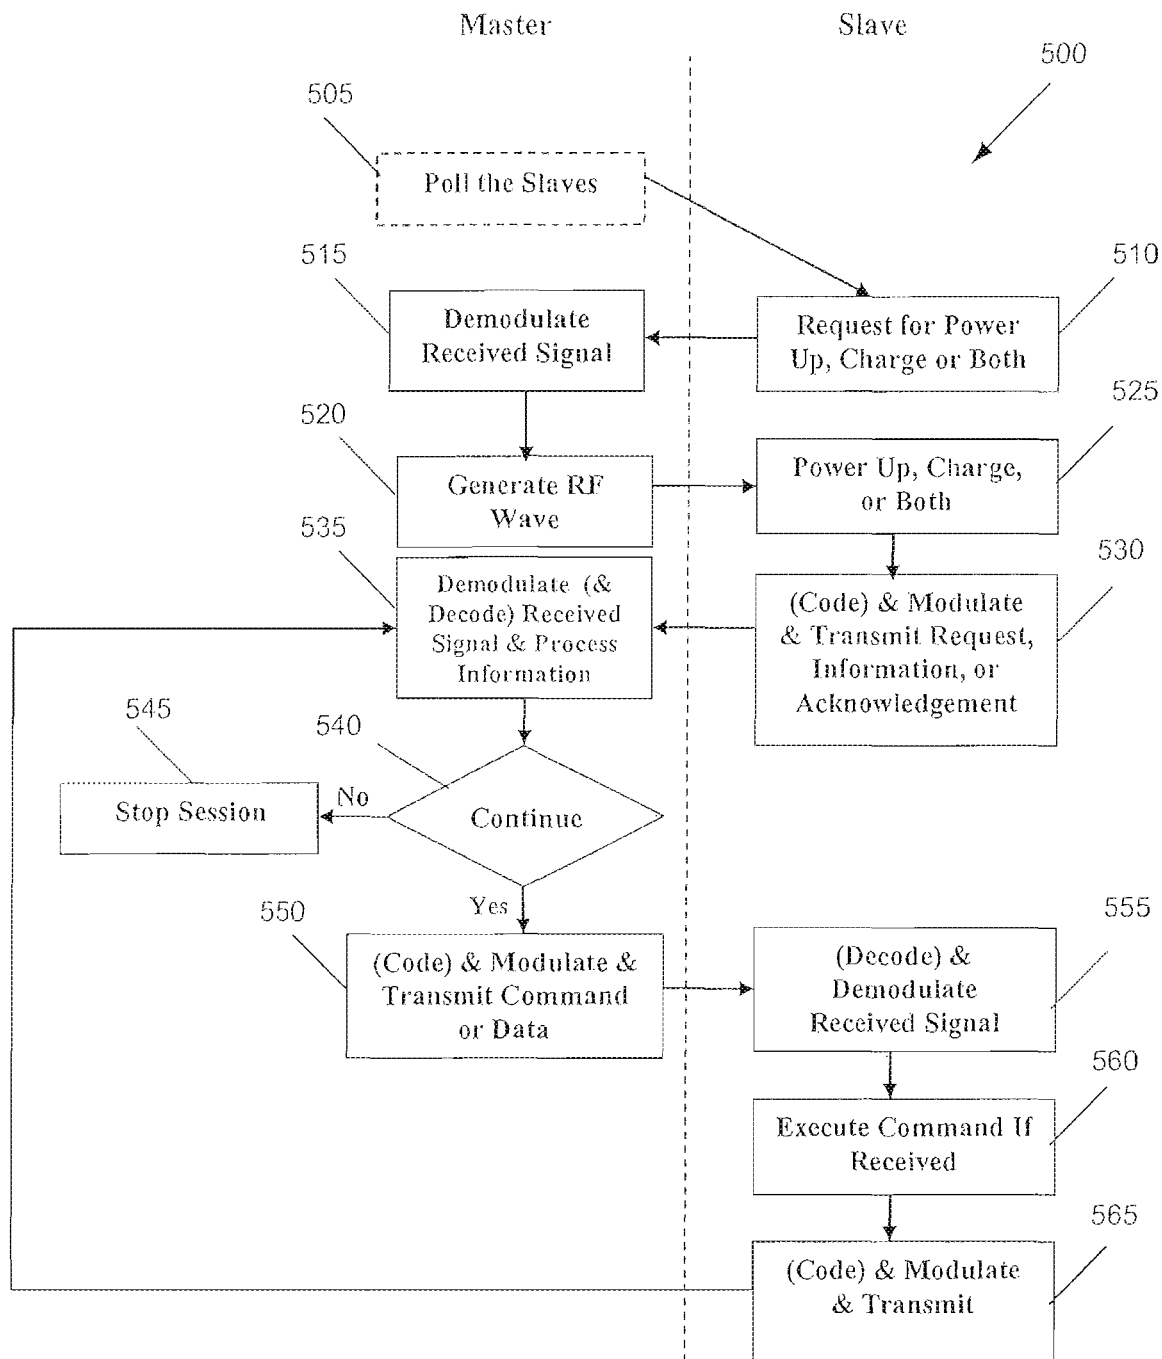 Master
Slave
500
505
Poll the Slaves
515
510
Demodulate
Received Signal
Request for Power
Up, Charge or Both
520
525
Generate RF
Wave
Power Up, Charge,
or Both
535
530
Demodulate (&
Decode) Received
Signal & Process
Information
(Code) & Modulate
& Transmit Request,
Information, or
Acknowledgement
545
540
Stop Session
No
Continue
Yes
550
555
(Code) & Modulate &
Transmit Command
or Data
(Decode) &
Demodulate
Received Signal
560
Execute Command If
Received
565
(Code) & Modulate
& Transmit